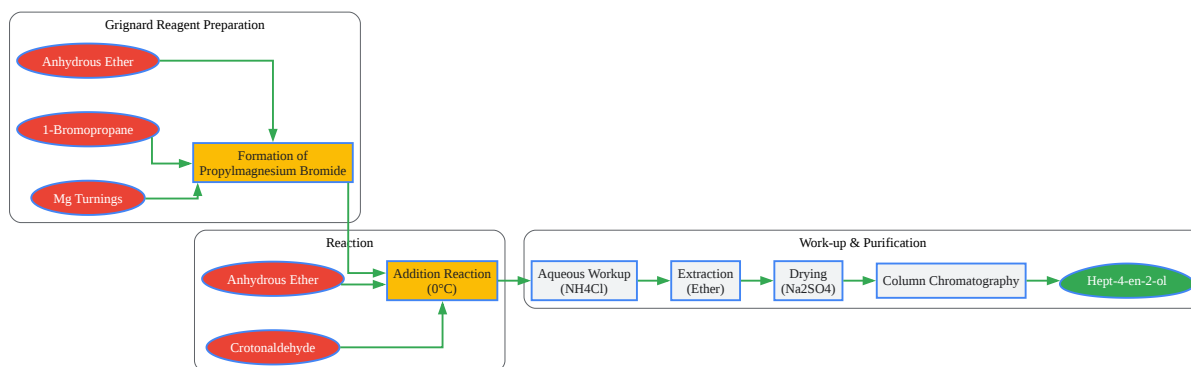 Grignard Reagent Preparation
Anhydrous Ether
1-Bromopropane
Formation of
Propylmagnesium Bromide
Mg Turnings
Reaction
Anhydrous Ether
Addition Reaction
(0°C)
Crotonaldehyde
Work-up & Purification
Aqueous Workup
(NH4Cl)
Extraction
(Ether)
Drying
(Na2SO4)
Column Chromatography
Hept-4-en-2-ol